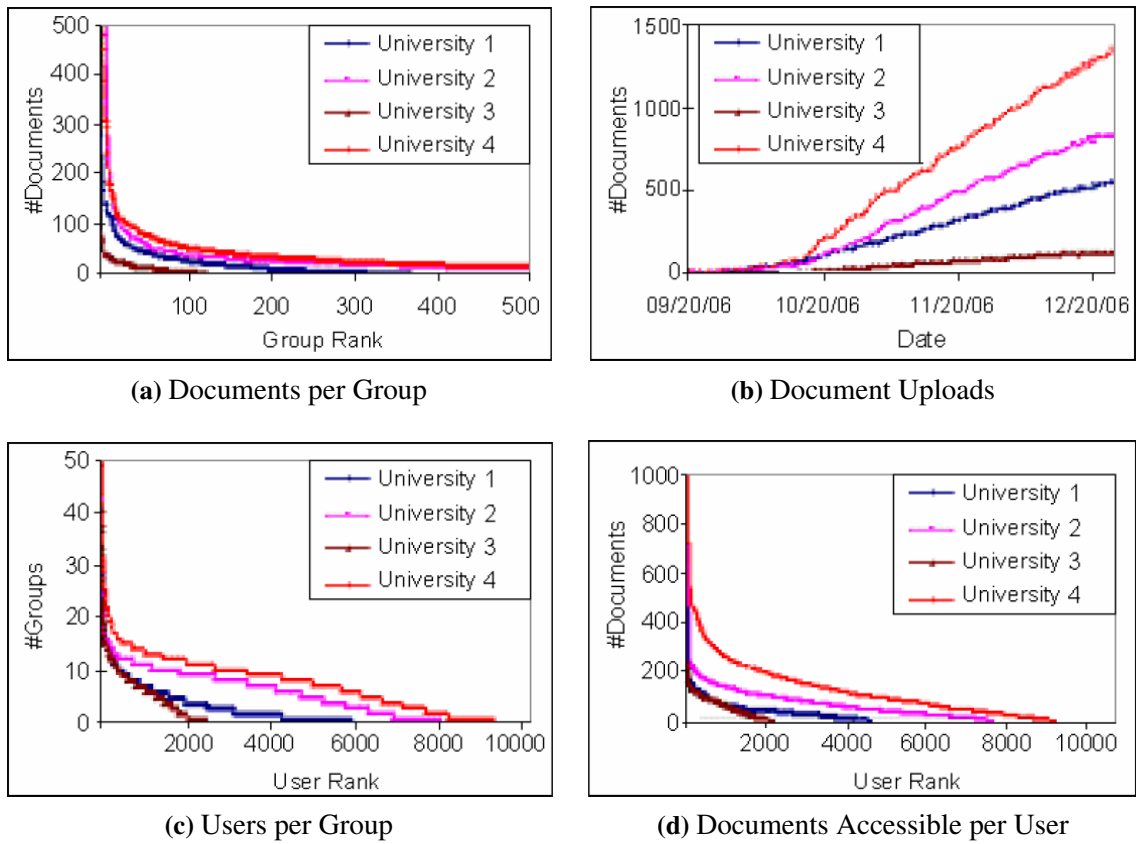 500
400
300
200
100
0
#Documents
University 1
University 2
University 3
University 4
100 200 300 400 500
Group Rank
(a) Documents per Group
1500
1000
500
0
#Documents
University 1
University 2
University 3
University 4
09/20/06 10/20/06 11/20/06 12/20/06
Date
(b) Document Uploads
50
40
30
20
10
0
#Groups
University 1
University 2
University 3
University 4
2000 4000 6000 8000 10000
User Rank
(c) Users per Group
1000
800
600
400
200
0
#Documents
University 1
University 2
University 3
University 4
2000 4000 6000 8000 10000
User Rank
(d) Documents Accessible per User